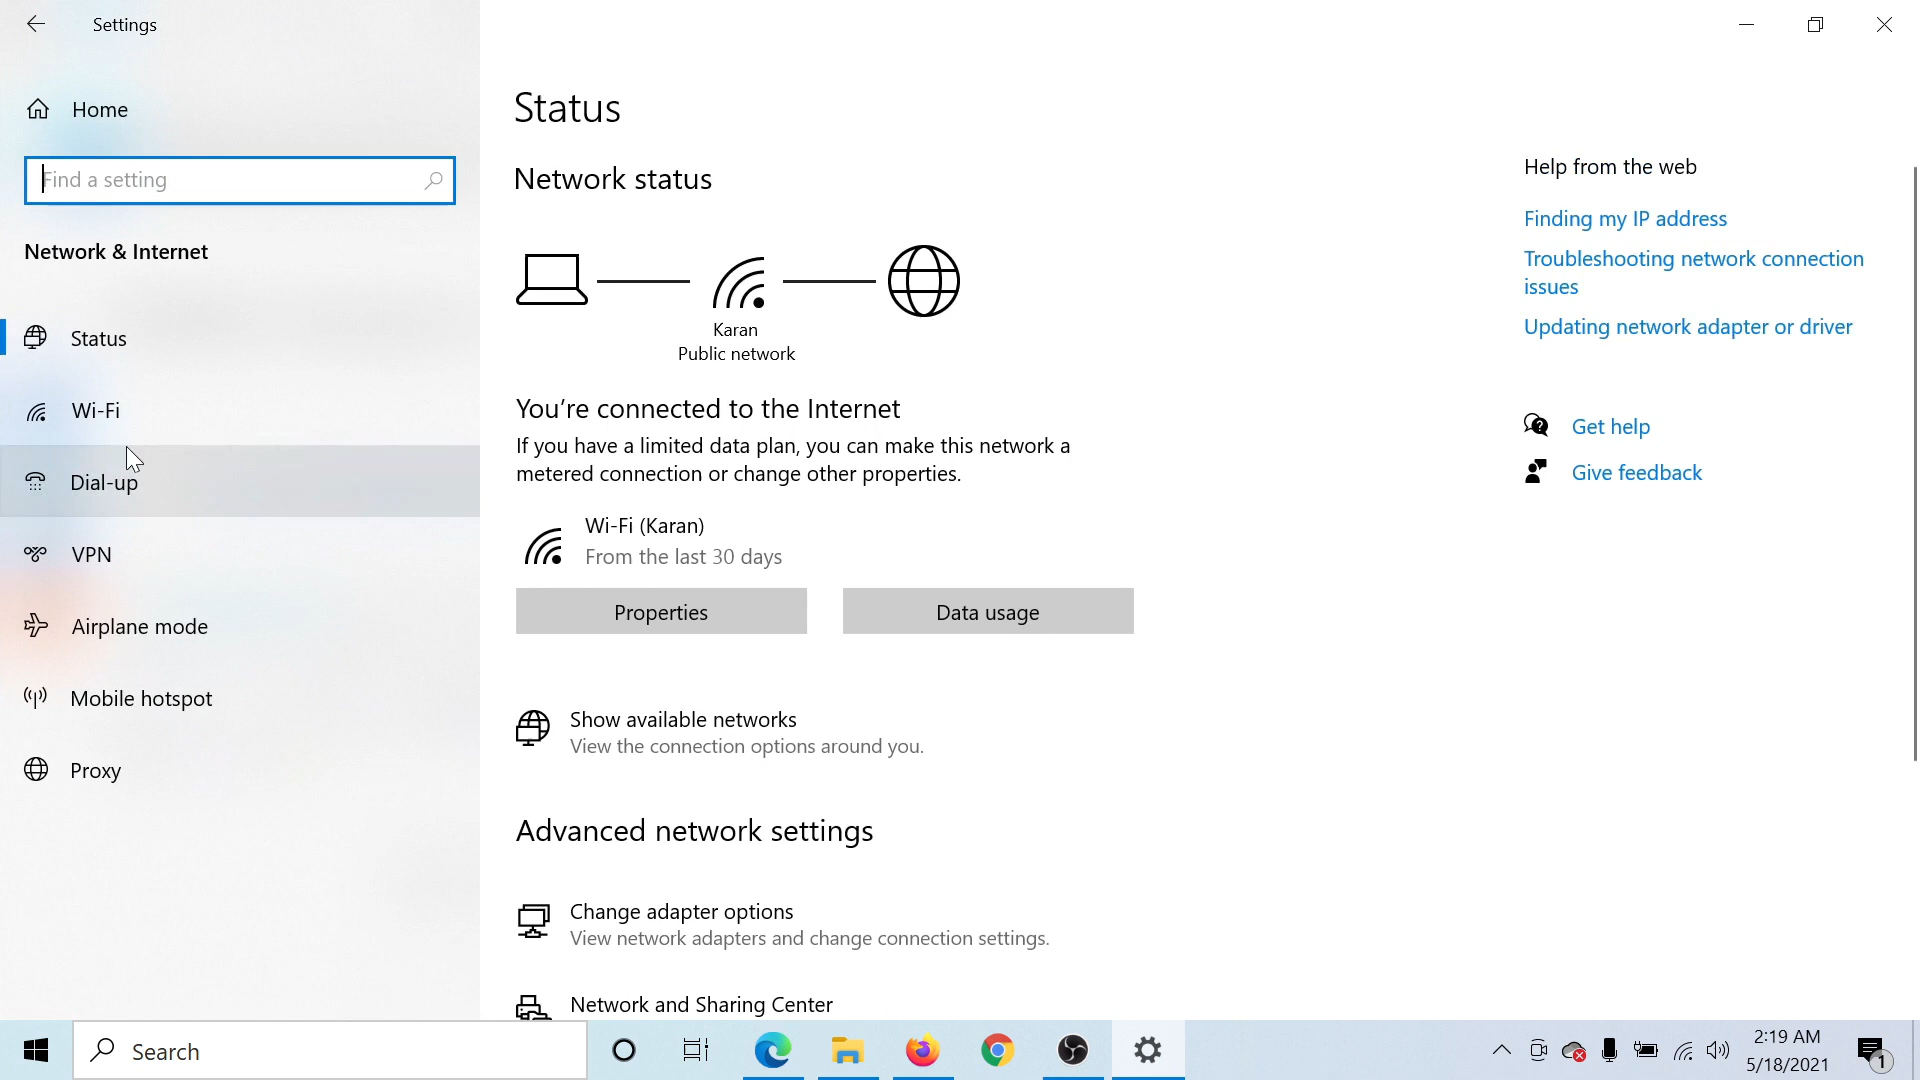 Settings
Home
Find a setting
Network & Internet
Status
Wi-Fi
Dial-up
VPN
Airplane mode
Mobile hotspot
Proxy
Status
Network status
Karan
Public network
You're connected to the Internet
If you have a limited data plan, you can make this network a
metered connection or change other properties.
Wi-Fi (Karan)
From the last 30 days
Properties
Data usage
Show available networks
View the connection options around you.
Advanced network settings
Change adapter options
View network adapters and change connection settings.
Network and Sharing Center
Help from the web
Finding my IP address
Troubleshooting network connection
issues
Updating network adapter or driver
Get help
Give feedback
Search
2:19 AM
5/18/2021
1